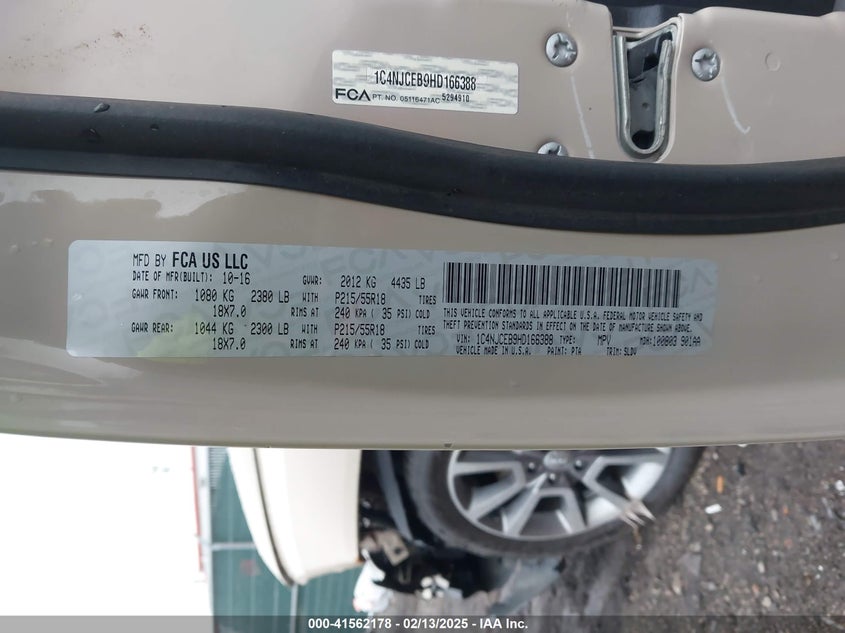 1C4NJCEB9HD166388
FCA PT. NO. 05116471AC 5294910
MFD BY FCA US LLC
DATE OF MFR(BUILT): 10-16 GVWR: 2012 KG 4435 LB
GAWR FRONT: 1080 KG 2380 LB WITH P215/55R18 TIRES
18X7.0 RIMS AT 240 KPA ( 35 PSI) COLD
GAWR REAR: 1044 KG 2300 LB WITH P215/55R18 TIRES
18X7.0 RIMS AT 240 KPA ( 35 PSI) COLD
THIS VEHICLE CONFORMS TO ALL APPLICABLE U.S.A. FEDERAL MOTOR VEHICLE SAFETY AND
THEFT PREVENTION STANDARDS IN EFFECT ON THE DATE OF MANUFACTURE SHOWN ABOVE.
VIN: 1C4NJCEB9HD166388 TYPE: MPV MDH: 100803 901AA
VEHICLE MADE IN U.S.A. PAINT: PTA TRIM: SLDV
000-41562178 - 02/13/2025 - IAA Inc.